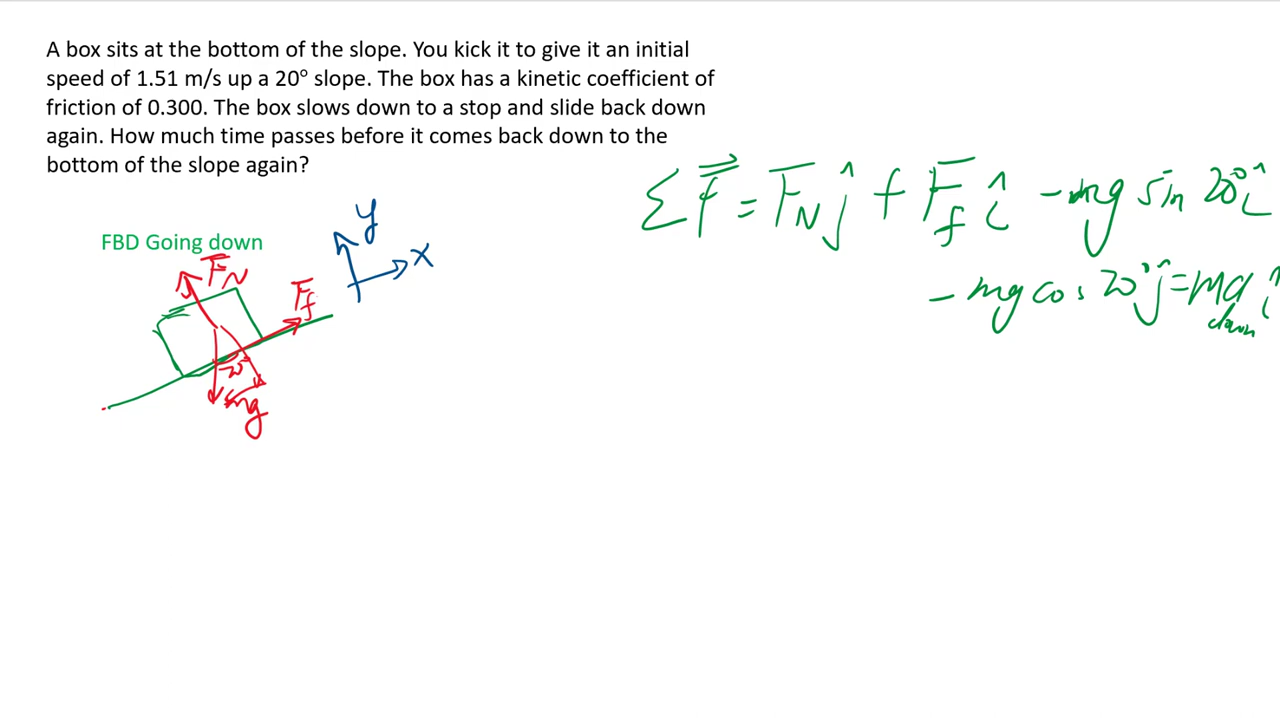 A box sits at the bottom of the slope. You kick it to give it an initial
speed of 1.51 m/s up a 20° slope. The box has a kinetic coefficient of
friction of 0.300. The box slows down to a stop and slide back down
again. How much time passes before it comes back down to the
bottom of the slope again?
Σ F⃗ = F_N ĵ + F_f î - mg sin 20° î
- mg cos 20° ĵ = ma_down î
FBD Going down
y
x
F_N
F_f
20°
mg